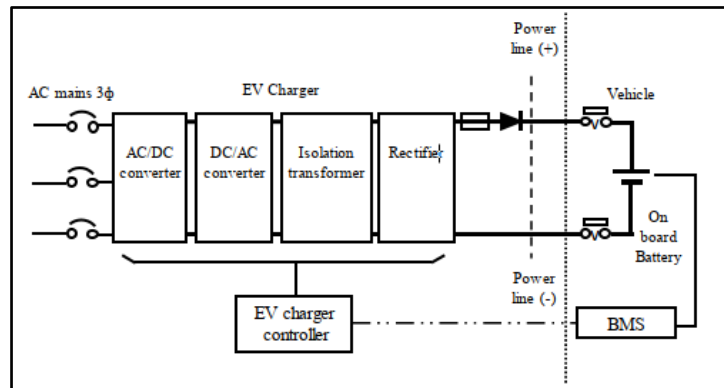 Power
line (+)
AC mains 3ϕ
EV Charger
Vehicle
AC/DC
converter
DC/AC
converter
Isolation
transformer
Rectifier
On
board
Battery
Power
line (-)
EV charger
controller
BMS